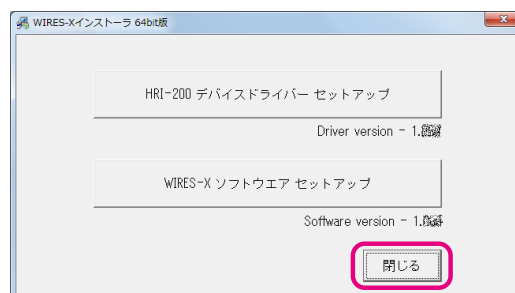 WIRES-Xインストーラ 64bit版
HRI-200 デバイスドライバー セットアップ
Driver version - 1.
WIRES-X ソフトウエア セットアップ
Software version - 1.
閉じる